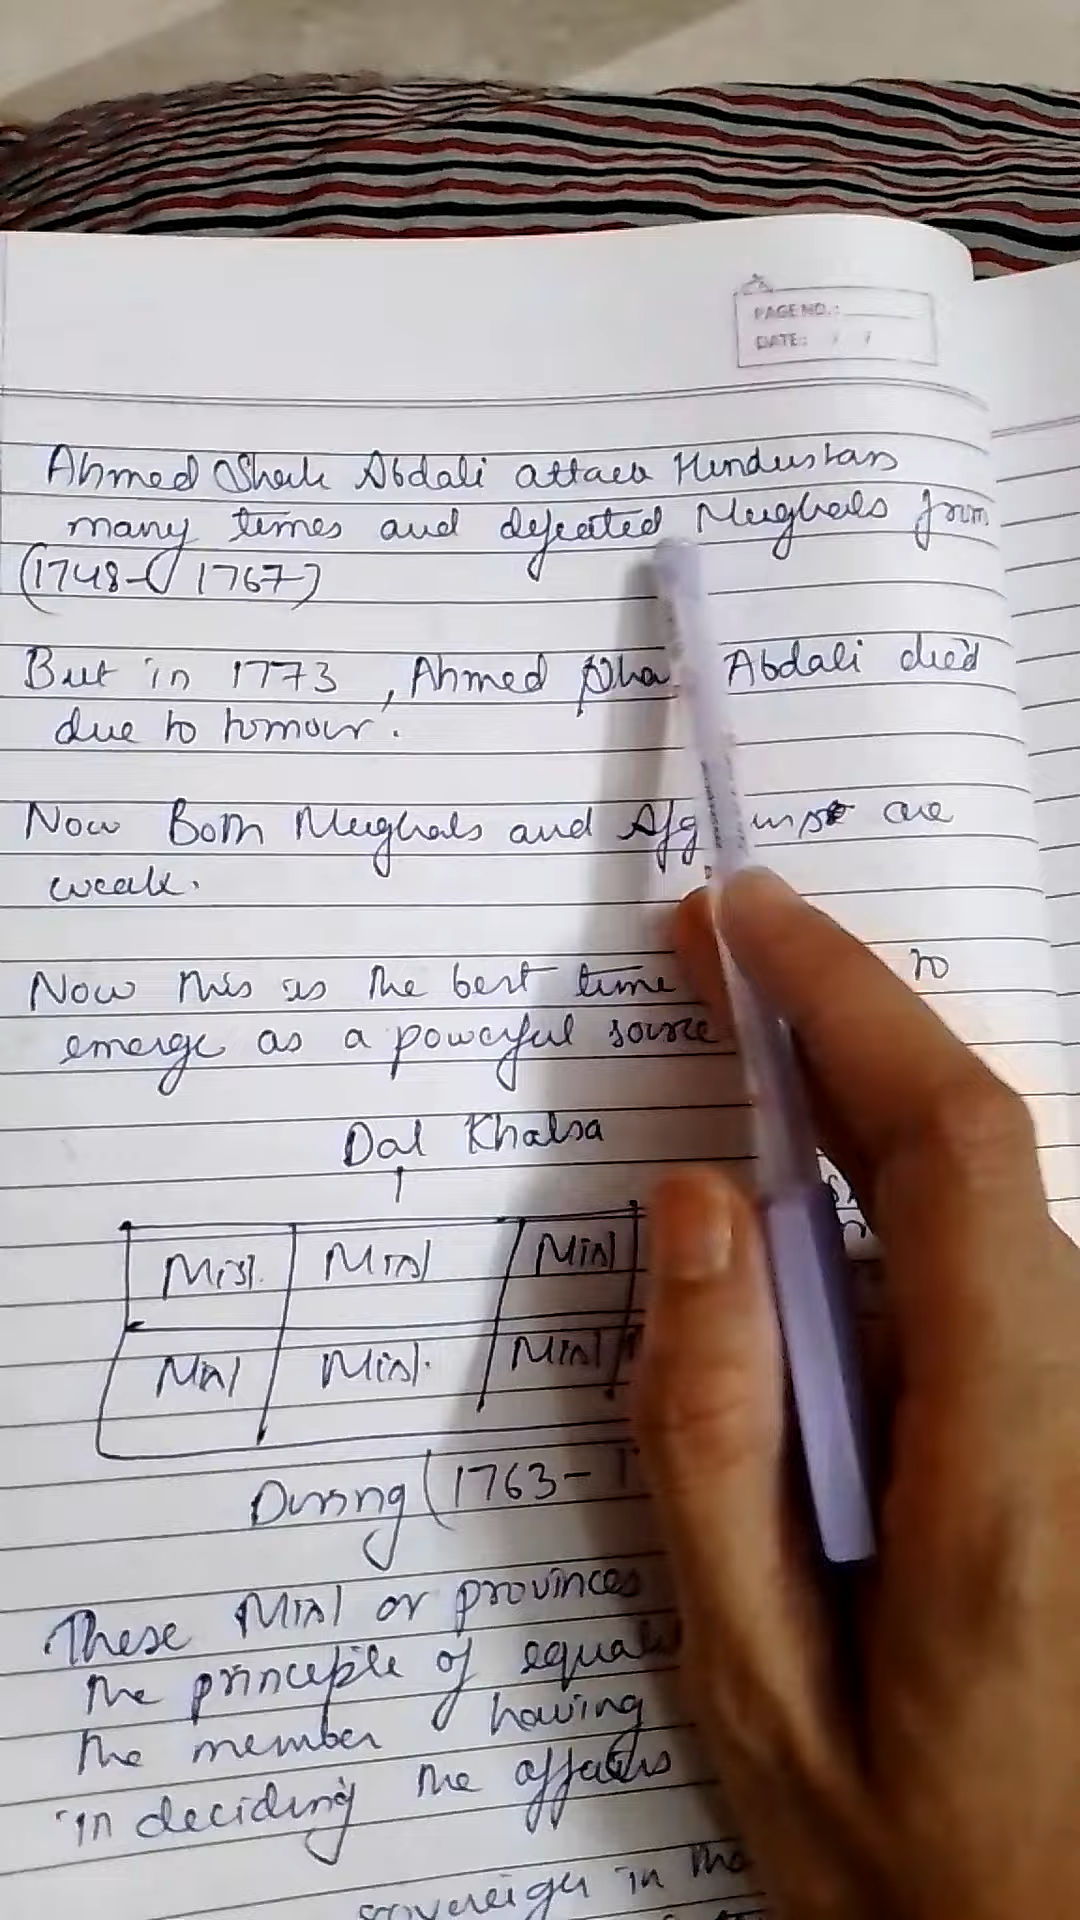 PAGE NO.:
DATE: / /
Ahmed Shah Abdali attack Hindustan
many times and defeated Mughals from
(1748- 1767)
But in 1773, Ahmed Sha Abdali died
due to tumour.
Now Both Mughals and are
weak.
Now this is the best time to
emerge as a powerful source
Dal Khalsa
Misl. Misl Misl
Misl Misl. Misl
During (1763-
These Misl or provinces
the principle of
the member having
in deciding the affairs
sovereign in the